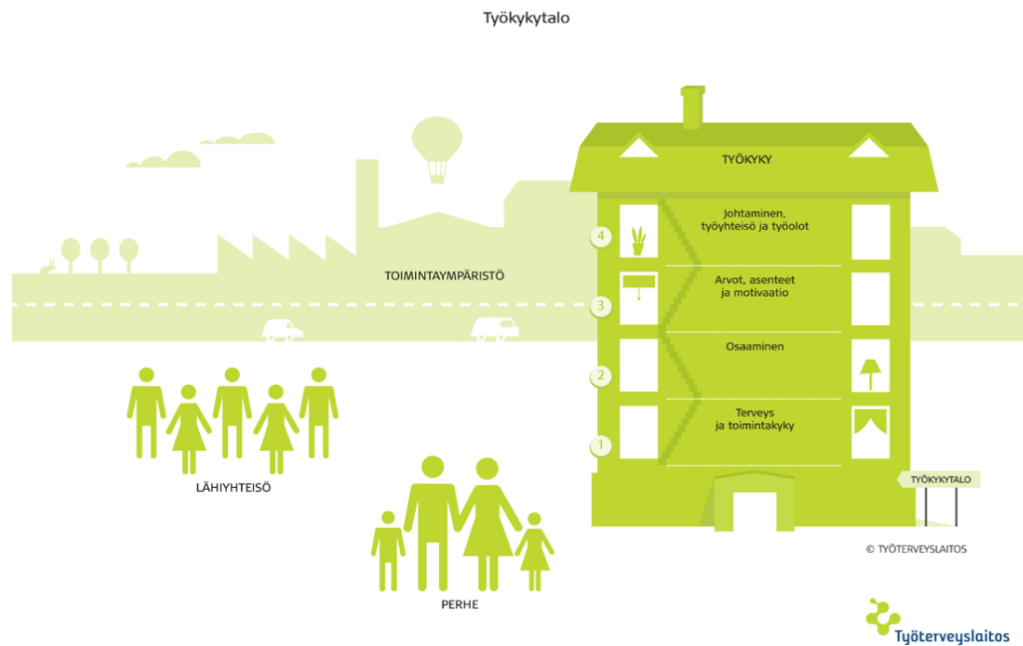 Työkykytalo
TYÖKYKY
4
Johtaminen,
työyhteisö ja työolot
TOIMINTAYMPÄRISTÖ
3
Arvot, asenteet
ja motivaatio
2
Osaaminen
1
Terveys
ja toimintakyky
LÄHIYHTEISÖ
TYÖKYKYTALO
© TYÖTERVEYSLAITOS
PERHE
Työterveyslaitos